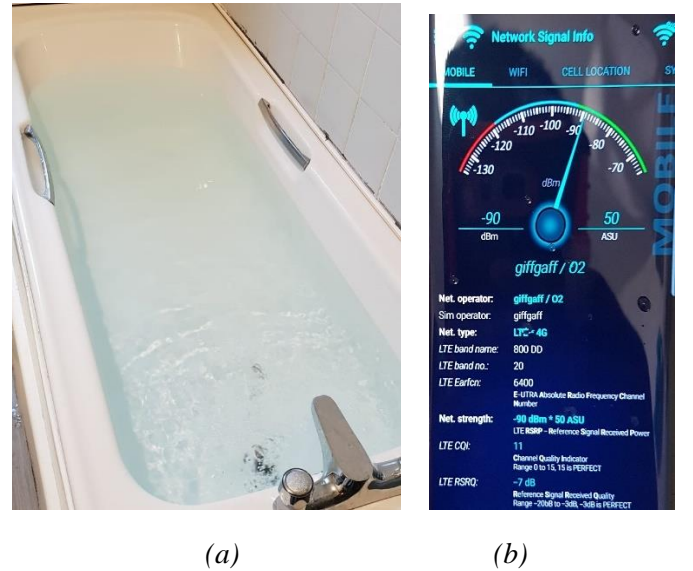 Network Signal Info
MOBILE WIFI CELL LOCATION SY
-130 -120 -110 -100 -90 -80 -70
dBm
-90 50
dBm ASU
MOBILE
giffgaff / O2
Net. operator: giffgaff / O2
Sim operator: giffgaff
Net. type: 4G
LTE band name: 800 DD
LTE band no.: 20
LTE Earfcn: 6400
E-UTRA Absolute Radio Frequency Channel
Number
Net. strength: -90 dBm * 50 ASU
LTE RSRP - Reference Signal Received Power
LTE CQI: 11
Channel Quality Indicator
Range 0 to 15, 15 is PERFECT
LTE RSRQ: -7 dB
Reference Signal Received Quality
Range -20bB to -3dB, -3dB is PERFECT
(a) (b)